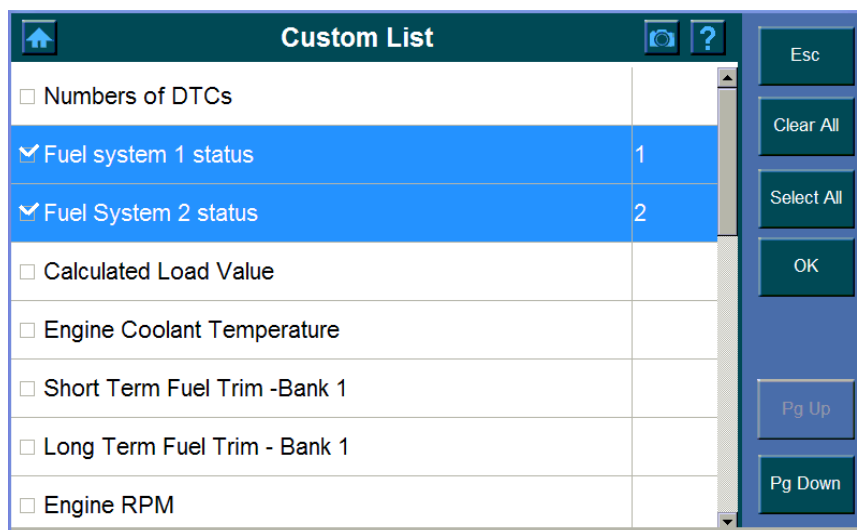 Custom List
?
Numbers of DTCs
Fuel system 1 status 1
Fuel System 2 status 2
Calculated Load Value
Engine Coolant Temperature
Short Term Fuel Trim -Bank 1
Long Term Fuel Trim - Bank 1
Engine RPM
Esc
Clear All
Select All
OK
Pg Up
Pg Down